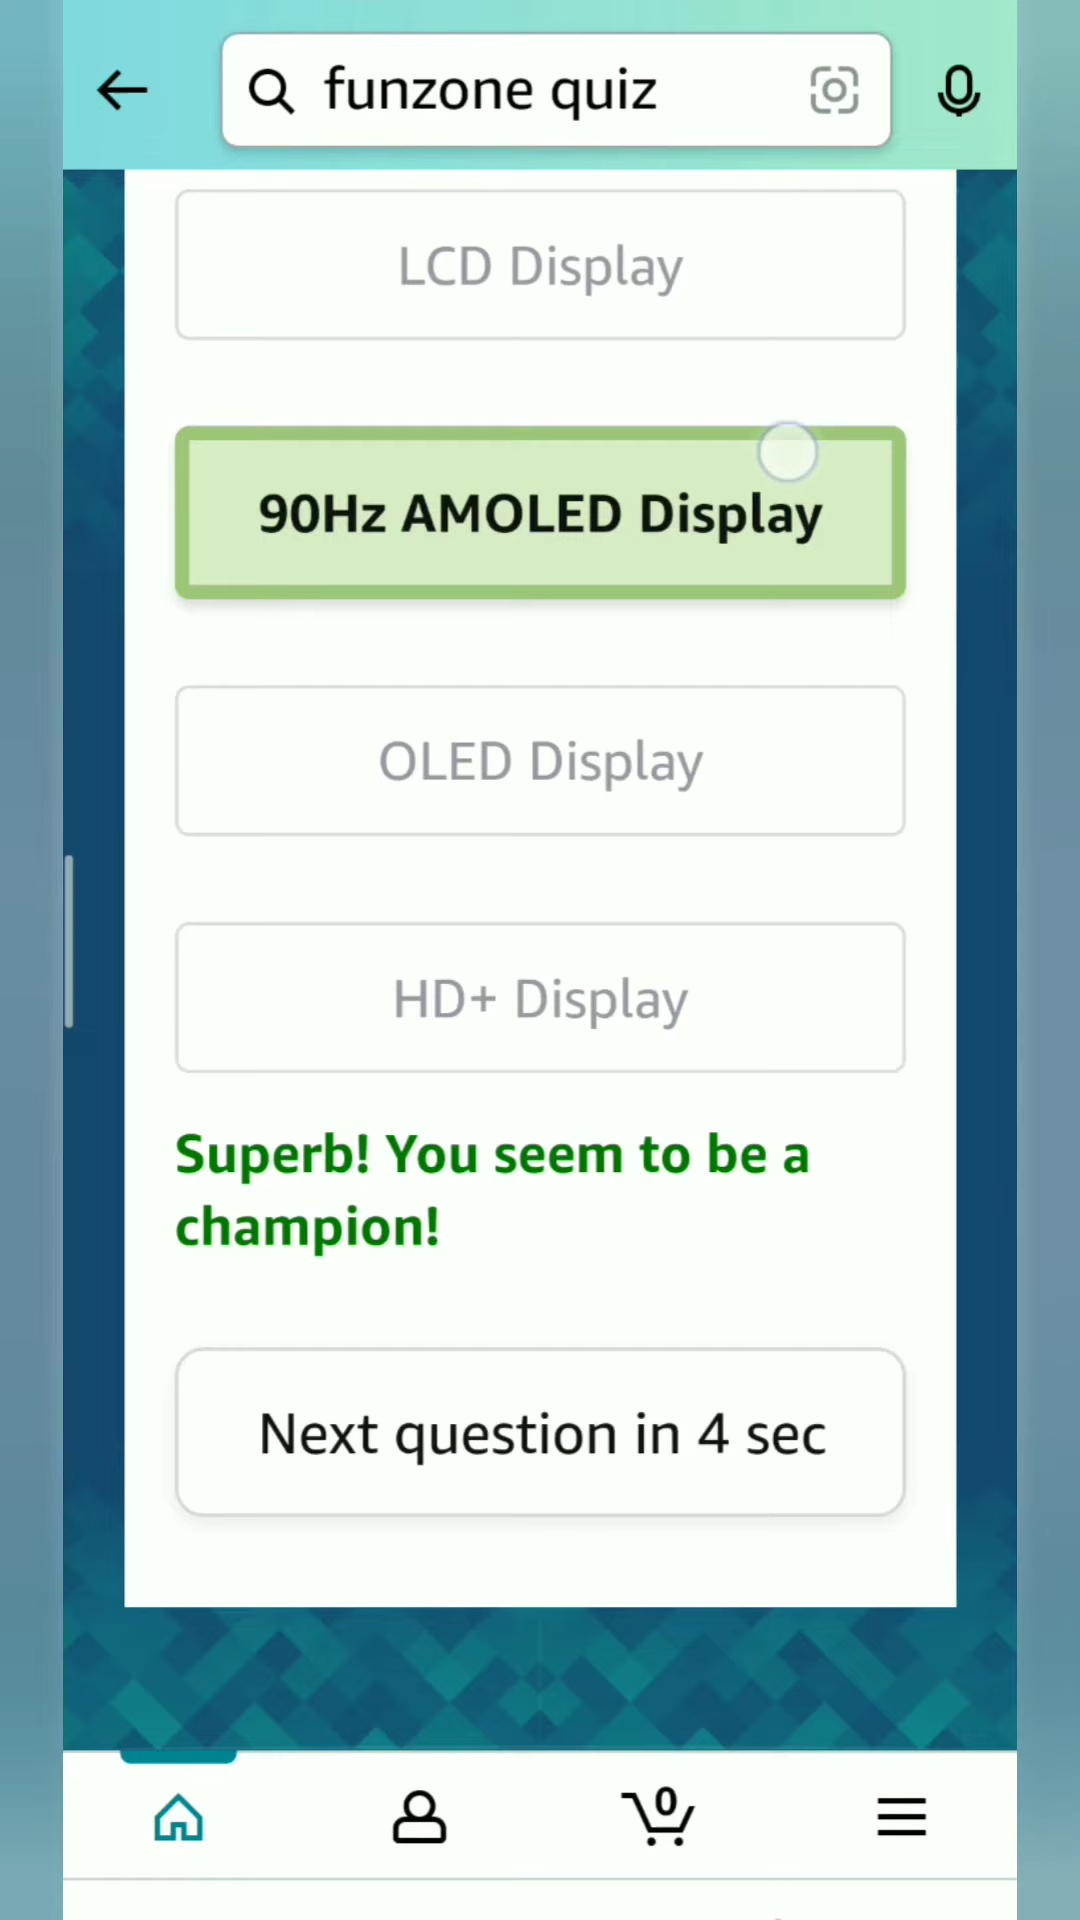 funzone quiz
LCD Display
90Hz AMOLED Display
OLED Display
HD+ Display
Superb! You seem to be a
champion!
Next question in 4 sec
0